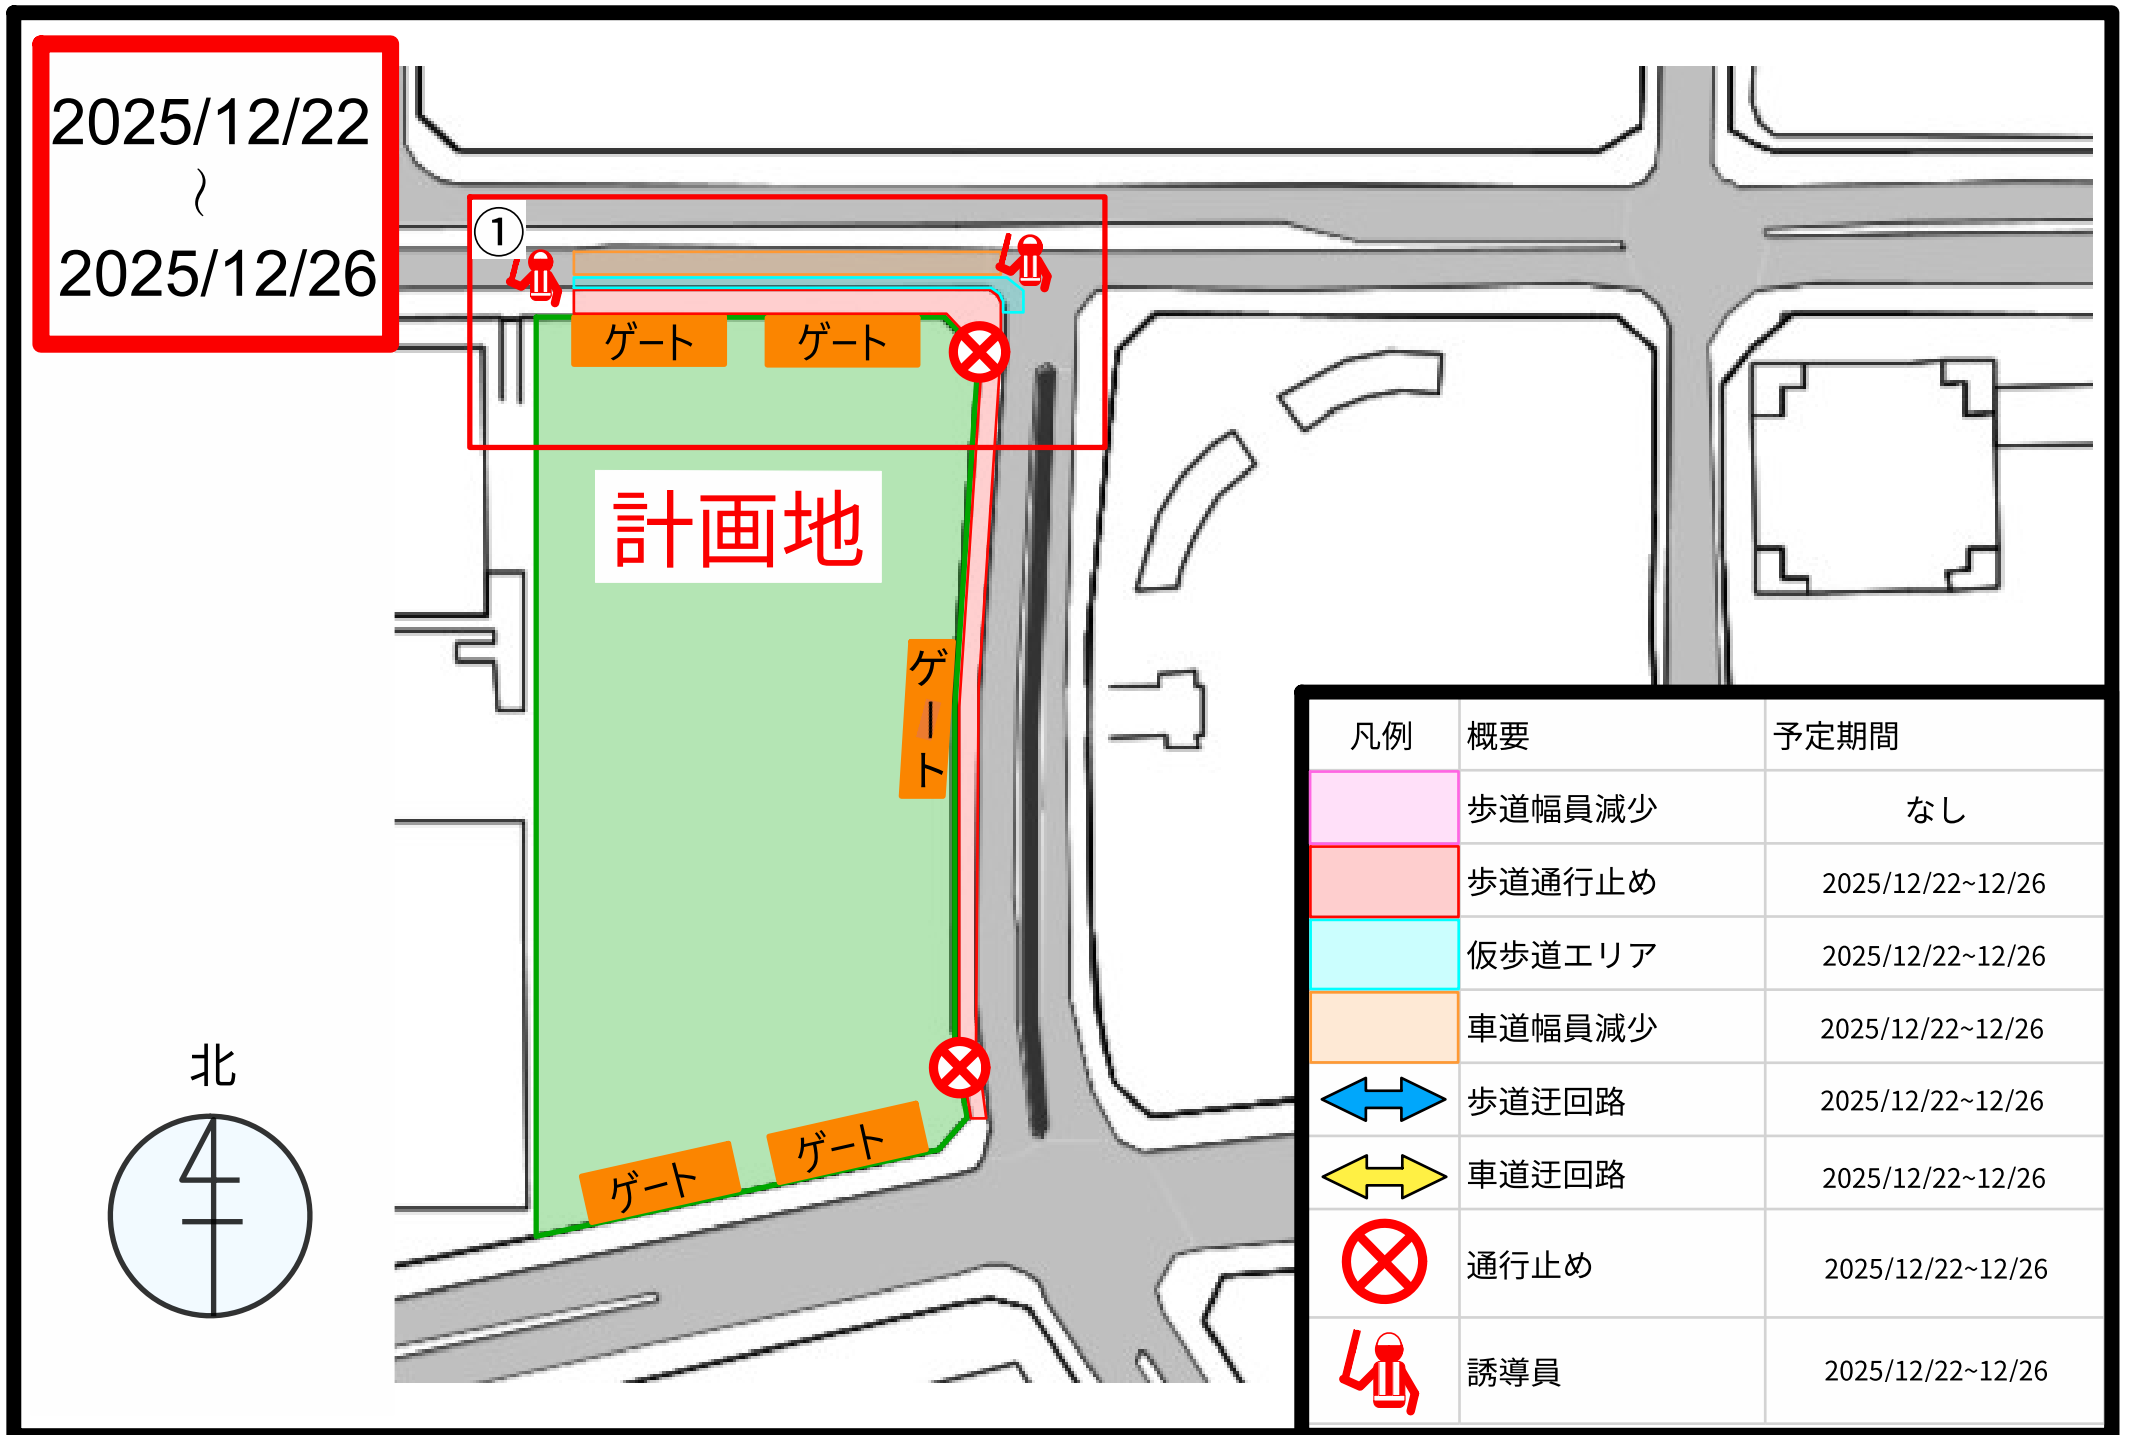 2025/12/22
～
2025/12/26
①
ゲート
ゲート
計画地
ゲート
ゲート
ゲート
北
凡例 概要 予定期間
歩道幅員減少 なし
歩道通行止め 2025/12/22~12/26
仮歩道エリア 2025/12/22~12/26
車道幅員減少 2025/12/22~12/26
歩道迂回路 2025/12/22~12/26
車道迂回路 2025/12/22~12/26
通行止め 2025/12/22~12/26
誘導員 2025/12/22~12/26